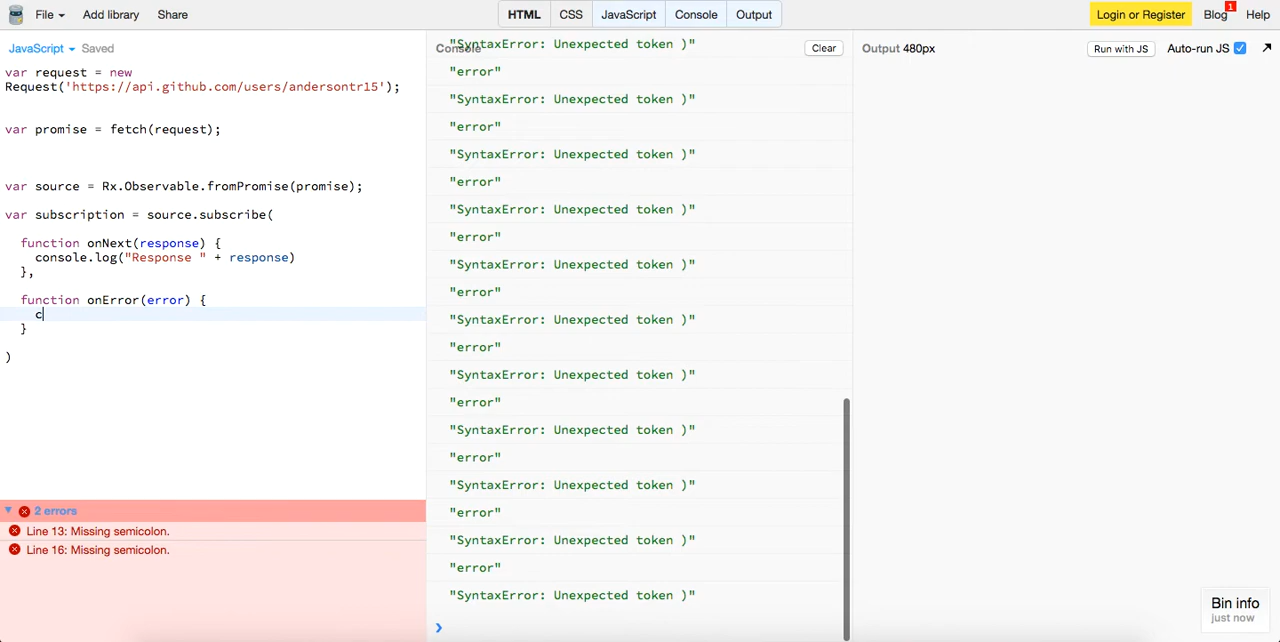 File
Add library
Share
HTML
CSS
JavaScript
Console
Output
Login or Register
Blog
1
Help
JavaScript Saved
var request = new
Request('https://api.github.com/users/andersontr15');
var promise = fetch(request);
var source = Rx.Observable.fromPromise(promise);
var subscription = source.subscribe(
function onNext(response) {
console.log("Response " + response)
},
function onError(error) {
c
}
)
2 errors
Line 13: Missing semicolon.
Line 16: Missing semicolon.
Console
Clear
"SyntaxError: Unexpected token )"
"error"
"SyntaxError: Unexpected token )"
"error"
"SyntaxError: Unexpected token )"
"error"
"SyntaxError: Unexpected token )"
"error"
"SyntaxError: Unexpected token )"
"error"
"SyntaxError: Unexpected token )"
"error"
"SyntaxError: Unexpected token )"
"error"
"SyntaxError: Unexpected token )"
"error"
"SyntaxError: Unexpected token )"
"error"
"SyntaxError: Unexpected token )"
"error"
"SyntaxError: Unexpected token )"
Output 480px
Run with JS
Auto-run JS
Bin info
just now